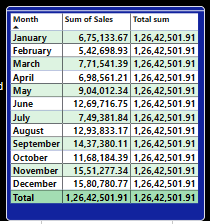 Month Sum of Sales Total sum
January 6,75,133.67 1,26,42,501.91
February 5,42,698.93 1,26,42,501.91
March 7,71,541.39 1,26,42,501.91
April 6,98,561.21 1,26,42,501.91
May 9,04,012.34 1,26,42,501.91
June 12,69,716.75 1,26,42,501.91
July 7,49,381.84 1,26,42,501.91
August 12,93,833.17 1,26,42,501.91
September 14,37,380.11 1,26,42,501.91
October 11,68,184.39 1,26,42,501.91
November 15,51,277.34 1,26,42,501.91
December 15,80,780.77 1,26,42,501.91
Total 1,26,42,501.91 1,26,42,501.91